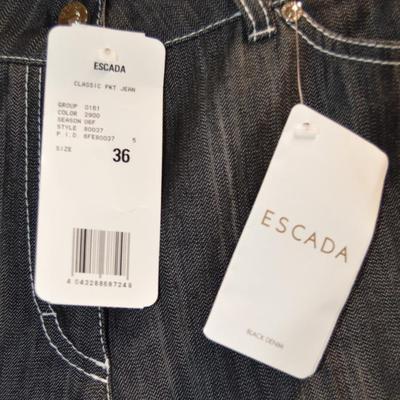 ESCADA
CLASSIC PKT JEAN
GROUP 0161
COLOR 2900
SEASON 06F
STYLE 80037
P.I.D. 6FE80037 5
SIZE 36
4 043288 687248
ESCADA
BLACK DENIM